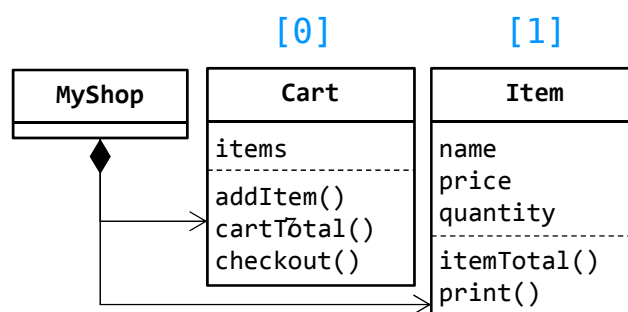 [0] [1]
MyShop Cart Item
items name
price
addItem() quantity
cartTotal()
checkout() itemTotal()
print()